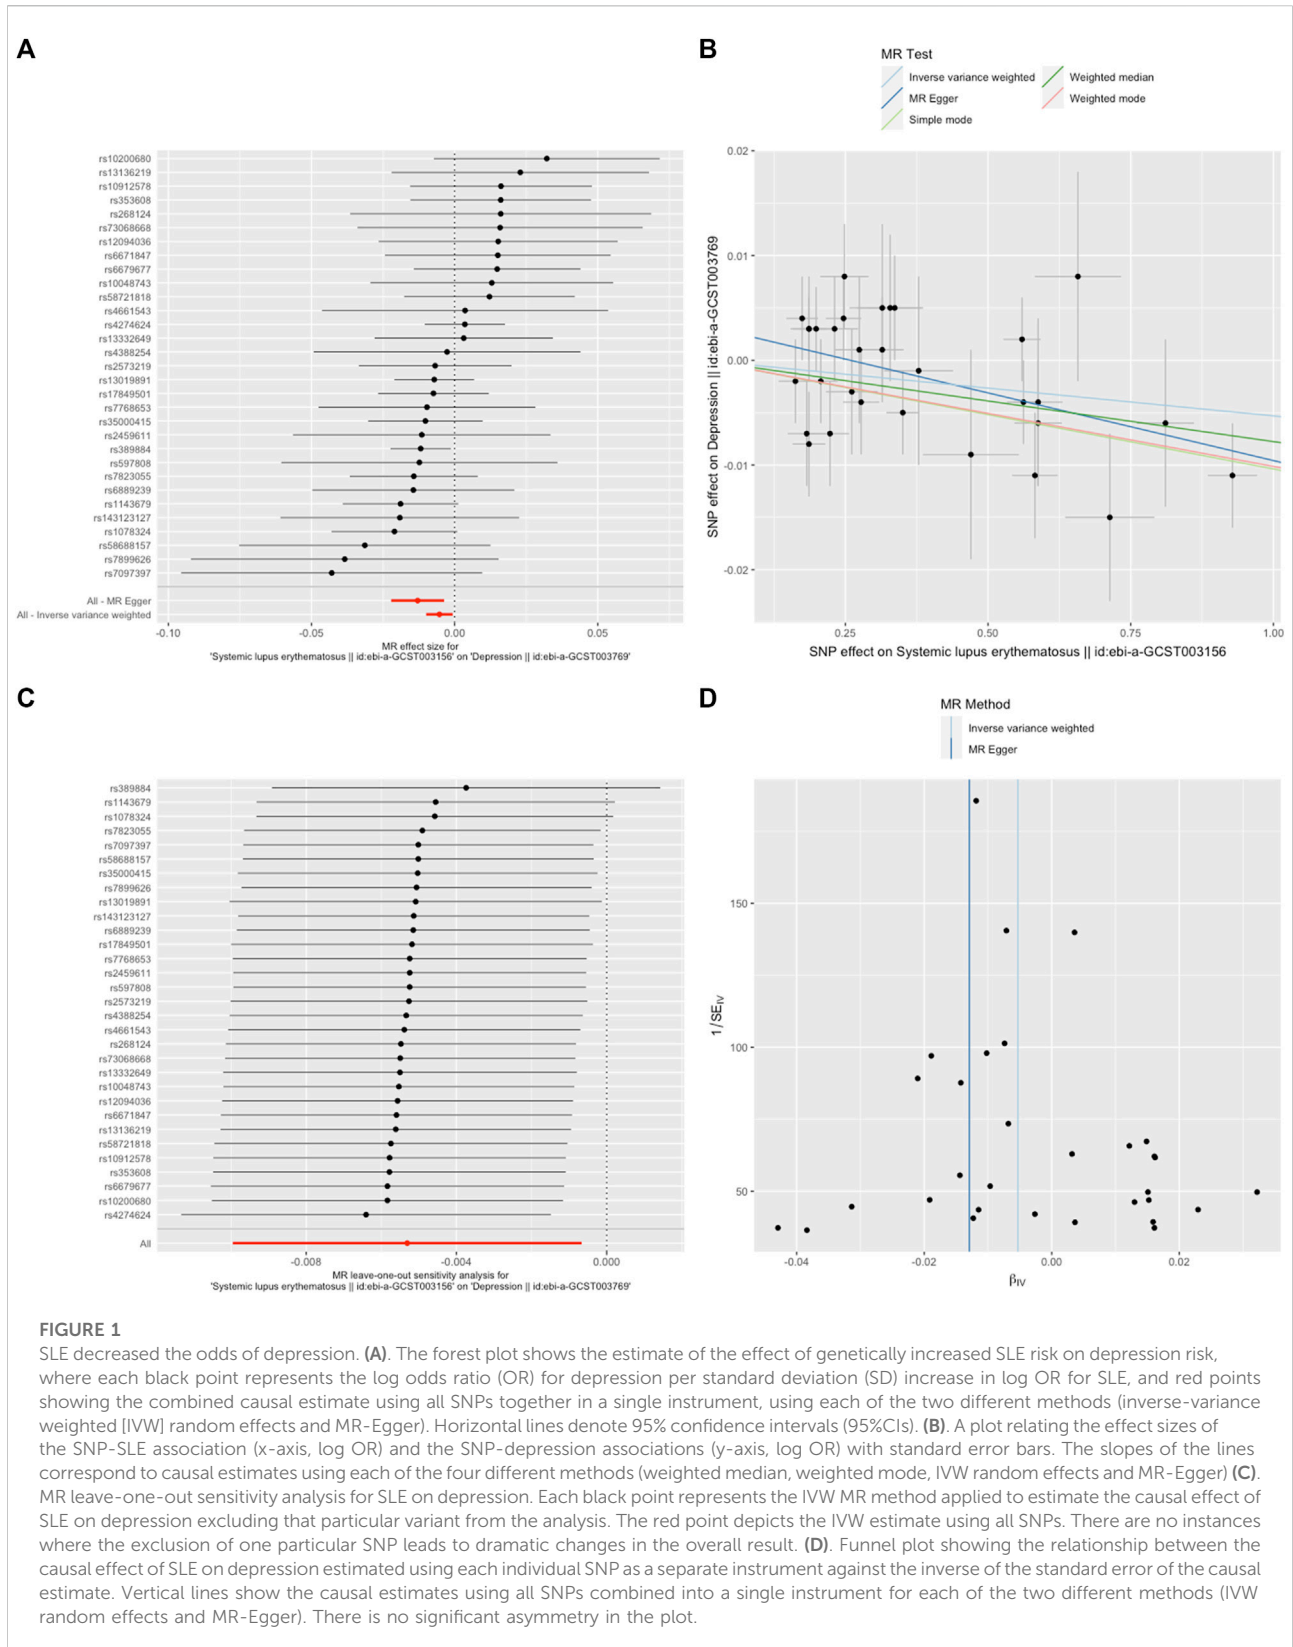 A
rs10200680
rs13136219
rs10912578
rs353608
rs268124
rs73068668
rs12094036
rs6671847
rs6679677
rs10048743
rs58721818
rs4661543
rs4274624
rs13332649
rs4388254
rs2573219
rs13019891
rs17849501
rs7768653
rs35000415
rs2459611
rs389884
rs597808
rs7823055
rs6889239
rs1143679
rs143123127
rs1078324
rs58688157
rs7899626
rs7097397
All - MR Egger
All - Inverse variance weighted
-0.10 -0.05 0.00 0.05
MR effect size for
'Systemic lupus erythematosus || id:ebi-a-GCST003156' on 'Depression || id:ebi-a-GCST003769'
B
MR Test
Inverse variance weighted
MR Egger
Simple mode
Weighted median
Weighted mode
SNP effect on Depression || id:ebi-a-GCST003769
0.02
0.01
0.00
-0.01
-0.02
0.25 0.50 0.75 1.00
SNP effect on Systemic lupus erythematosus || id:ebi-a-GCST003156
C
rs389884
rs1143679
rs1078324
rs7823055
rs7097397
rs58688157
rs35000415
rs7899626
rs13019891
rs143123127
rs6889239
rs17849501
rs7768653
rs2459611
rs597808
rs2573219
rs4388254
rs4661543
rs268124
rs73068668
rs13332649
rs10048743
rs12094036
rs6671847
rs13136219
rs58721818
rs10912578
rs353608
rs6679677
rs10200680
rs4274624
All
-0.008 -0.004 0.000
MR leave-one-out sensitivity analysis for
'Systemic lupus erythematosus || id:ebi-a-GCST003156' on 'Depression || id:ebi-a-GCST003769'
D
MR Method
Inverse variance weighted
MR Egger
1/SEIV
150
100
50
-0.04 -0.02 0.00 0.02
βIV
FIGURE 1
SLE decreased the odds of depression. (A). The forest plot shows the estimate of the effect of genetically increased SLE risk on depression risk,
where each black point represents the log odds ratio (OR) for depression per standard deviation (SD) increase in log OR for SLE, and red points
showing the combined causal estimate using all SNPs together in a single instrument, using each of the two different methods (inverse-variance
weighted [IVW] random effects and MR-Egger). Horizontal lines denote 95% confidence intervals (95%CIs). (B). A plot relating the effect sizes of
the SNP-SLE association (x-axis, log OR) and the SNP-depression associations (y-axis, log OR) with standard error bars. The slopes of the lines
correspond to causal estimates using each of the four different methods (weighted median, weighted mode, IVW random effects and MR-Egger) (C).
MR leave-one-out sensitivity analysis for SLE on depression. Each black point represents the IVW MR method applied to estimate the causal effect of
SLE on depression excluding that particular variant from the analysis. The red point depicts the IVW estimate using all SNPs. There are no instances
where the exclusion of one particular SNP leads to dramatic changes in the overall result. (D). Funnel plot showing the relationship between the
causal effect of SLE on depression estimated using each individual SNP as a separate instrument against the inverse of the standard error of the causal
estimate. Vertical lines show the causal estimates using all SNPs combined into a single instrument for each of the two different methods (IVW
random effects and MR-Egger). There is no significant asymmetry in the plot.